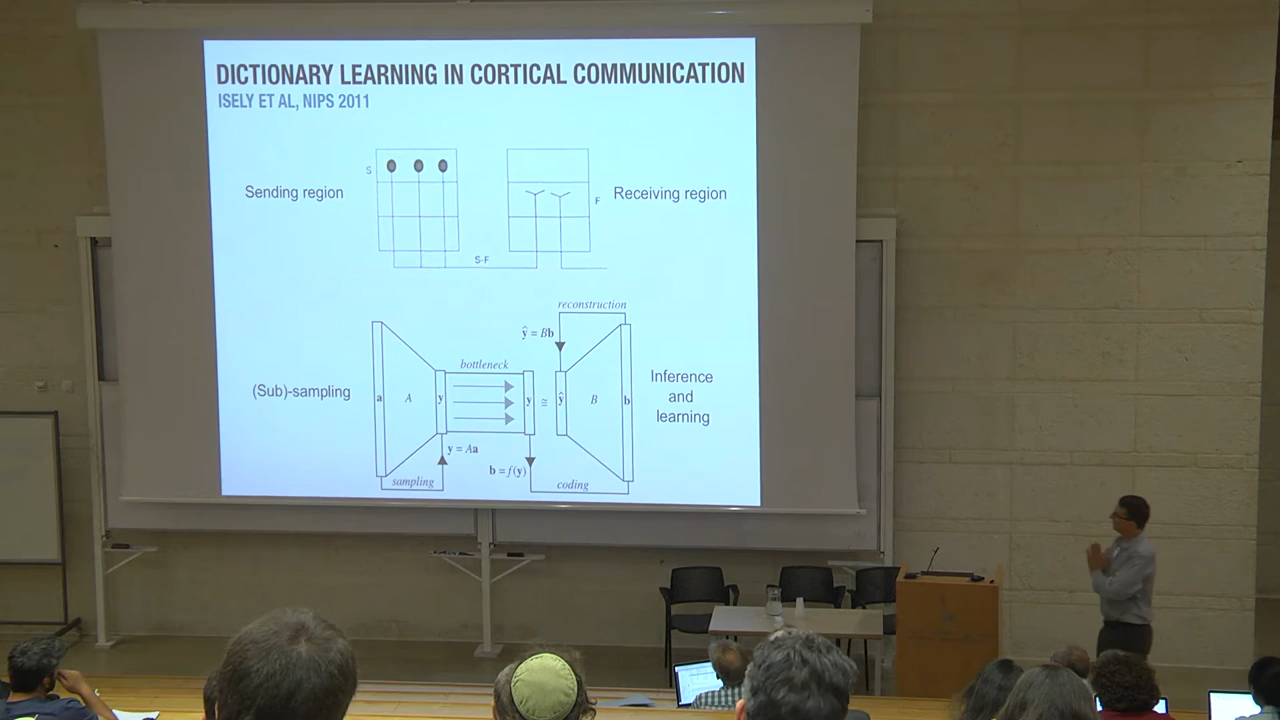 DICTIONARY LEARNING IN CORTICAL COMMUNICATION
ISELY ET AL, NIPS 2011
S
Sending region
F
Receiving region
S-F
reconstruction
ŷ = Bb
bottleneck
(Sub)-sampling
a
A
y
y
≅
ŷ
B
b
Inference
and
learning
y = Aa
b = f(y)
sampling
coding